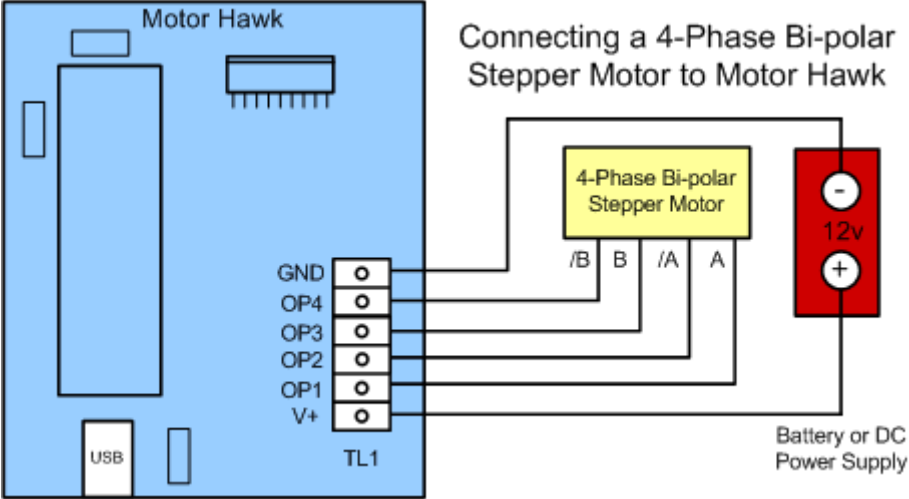 Motor Hawk
Connecting a 4-Phase Bi-polar
Stepper Motor to Motor Hawk
4-Phase Bi-polar
Stepper Motor
/B B /A A
-
12v
+
GND
OP4
OP3
OP2
OP1
V+
TL1
USB
Battery or DC
Power Supply